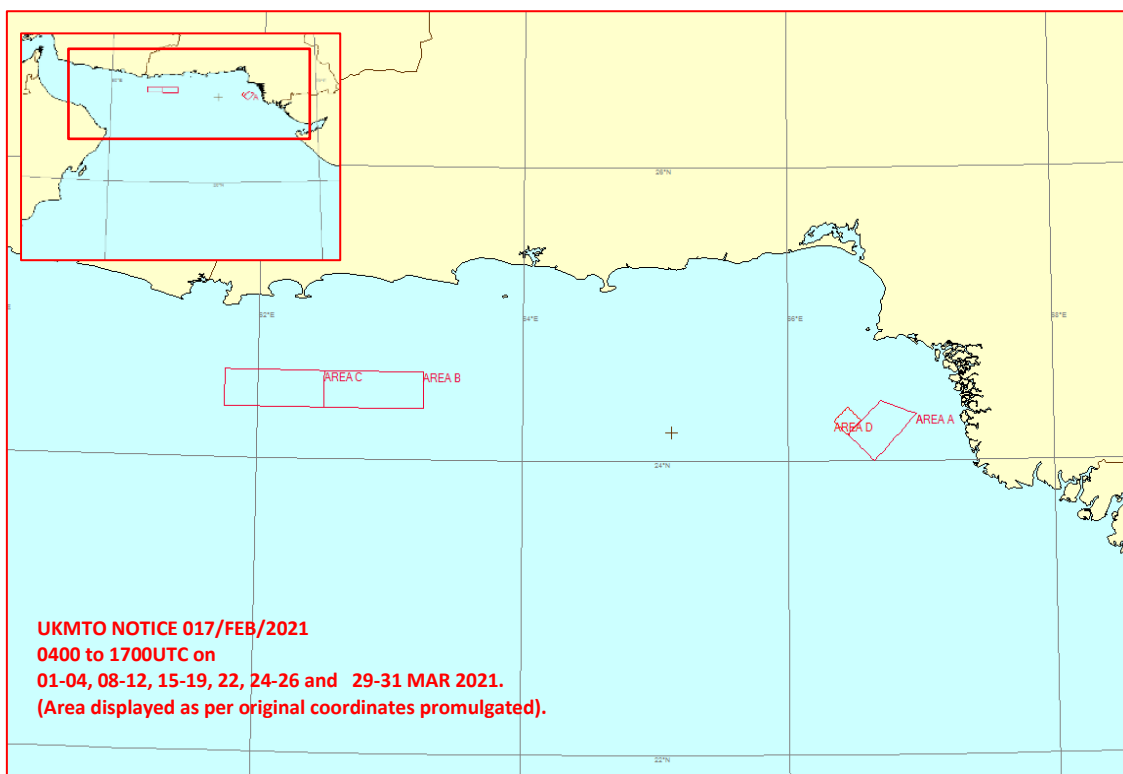 26°N
62°E
64°E
66°E
68°E
AREA C
AREA B
AREA D
AREA A
24°N
UKMTO NOTICE 017/FEB/2021
0400 to 1700UTC on
01-04, 08-12, 15-19, 22, 24-26 and   29-31 MAR 2021.
(Area displayed as per original coordinates promulgated).
22°N